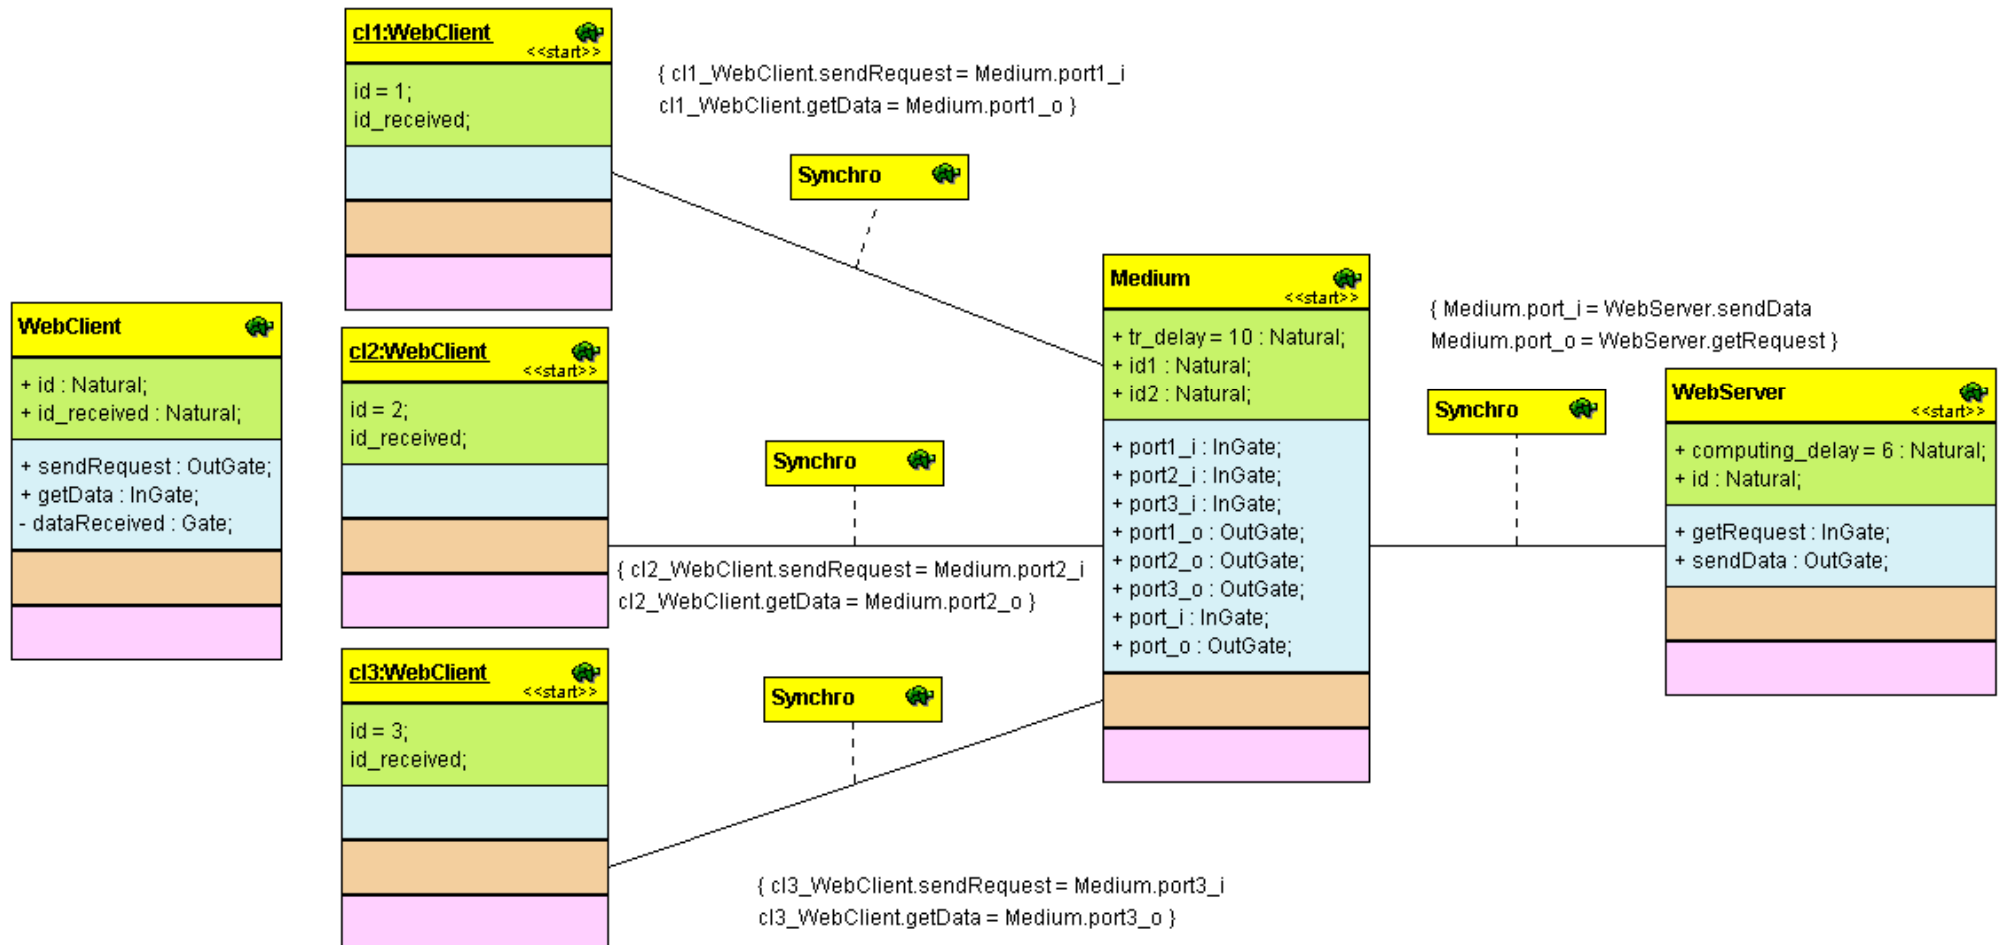 cl1:WebClient
<<start>>
id = 1;
id_received;
{ cl1_WebClient.sendRequest = Medium.port1_i
cl1_WebClient.getData = Medium.port1_o }
Synchro
WebClient
+ id : Natural;
+ id_received : Natural;
+ sendRequest : OutGate;
+ getData : InGate;
- dataReceived : Gate;
cl2:WebClient
<<start>>
id = 2;
id_received;
Synchro
{ cl2_WebClient.sendRequest = Medium.port2_i
cl2_WebClient.getData = Medium.port2_o }
cl3:WebClient
<<start>>
id = 3;
id_received;
Synchro
{ cl3_WebClient.sendRequest = Medium.port3_i
cl3_WebClient.getData = Medium.port3_o }
Medium
<<start>>
+ tr_delay = 10 : Natural;
+ id1 : Natural;
+ id2 : Natural;
+ port1_i : InGate;
+ port2_i : InGate;
+ port3_i : InGate;
+ port1_o : OutGate;
+ port2_o : OutGate;
+ port3_o : OutGate;
+ port_i : InGate;
+ port_o : OutGate;
{ Medium.port_i = WebServer.sendData
Medium.port_o = WebServer.getRequest }
Synchro
WebServer
<<start>>
+ computing_delay = 6 : Natural;
+ id : Natural;
+ getRequest : InGate;
+ sendData : OutGate;